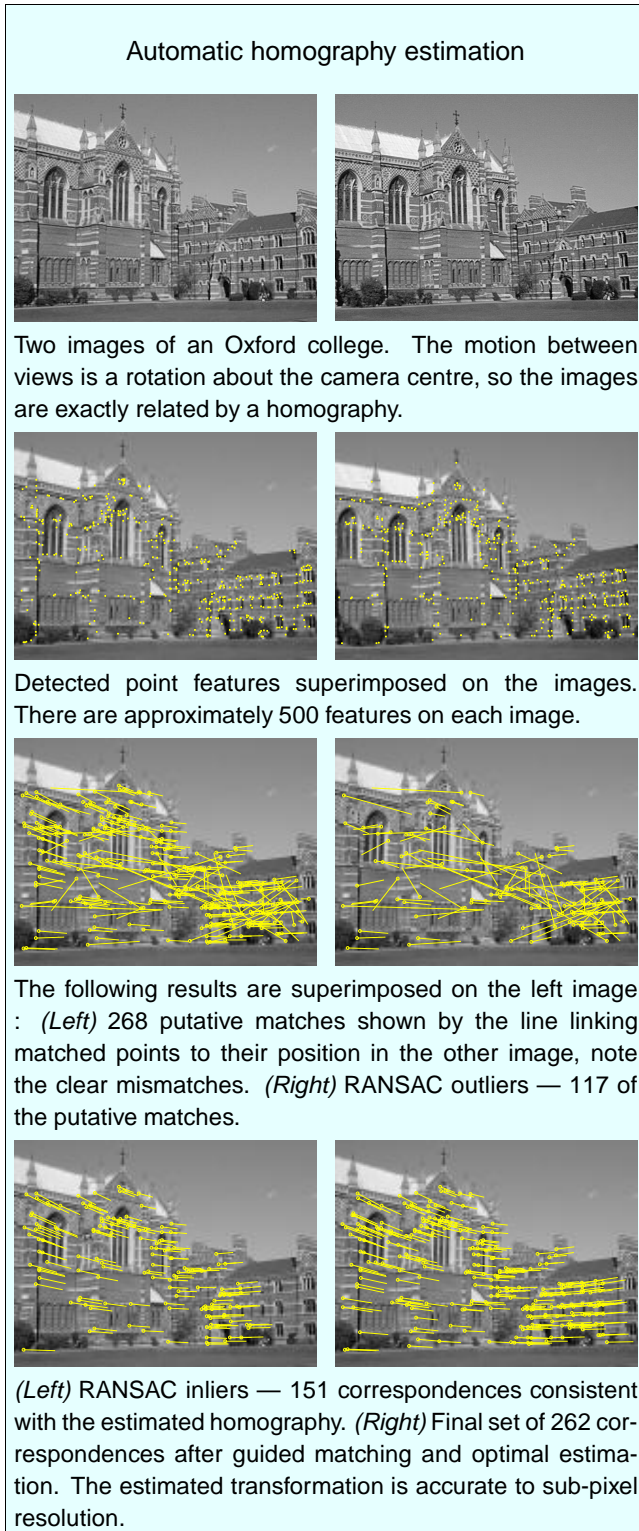 Automatic homography estimation
Two images of an Oxford college. The motion between
views is a rotation about the camera centre, so the images
are exactly related by a homography.
Detected point features superimposed on the images.
There are approximately 500 features on each image.
The following results are superimposed on the left image
: (Left) 268 putative matches shown by the line linking
matched points to their position in the other image, note
the clear mismatches. (Right) RANSAC outliers — 117 of
the putative matches.
(Left) RANSAC inliers — 151 correspondences consistent
with the estimated homography. (Right) Final set of 262 cor-
respondences after guided matching and optimal estima-
tion. The estimated transformation is accurate to sub-pixel
resolution.